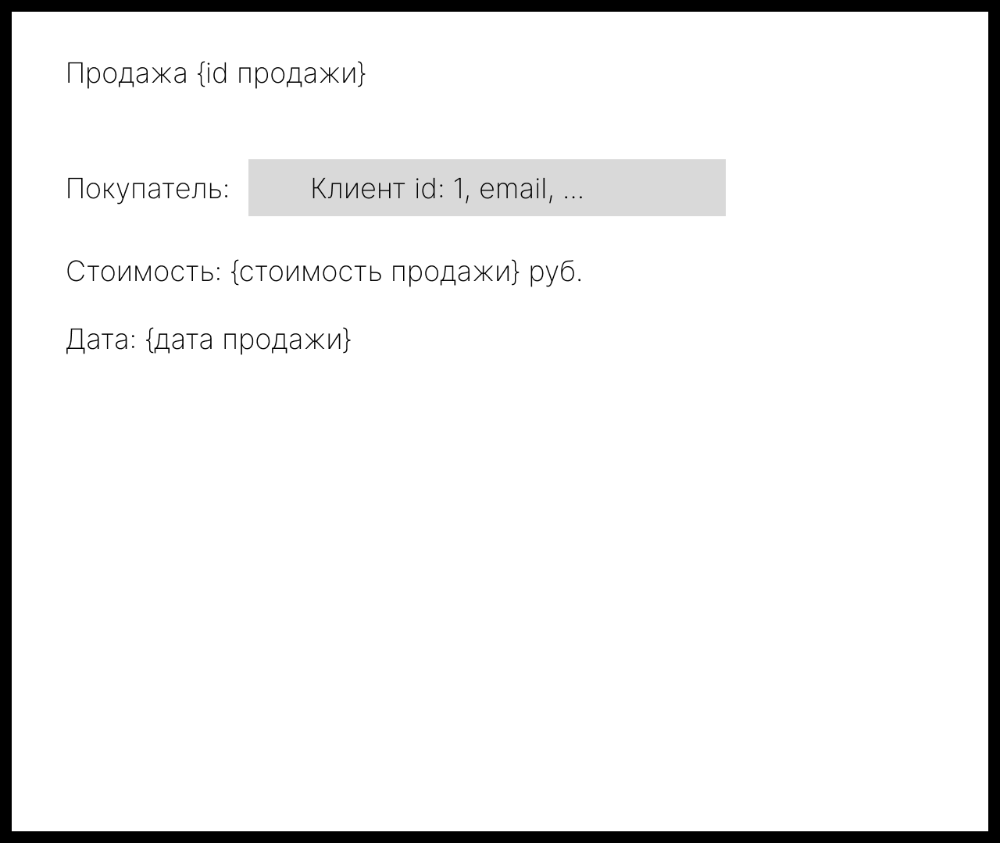 Продажа {id продажи}
Покупатель: Клиент id: 1, email, ...
Стоимость: {стоимость продажи} руб.
Дата: {дата продажи}